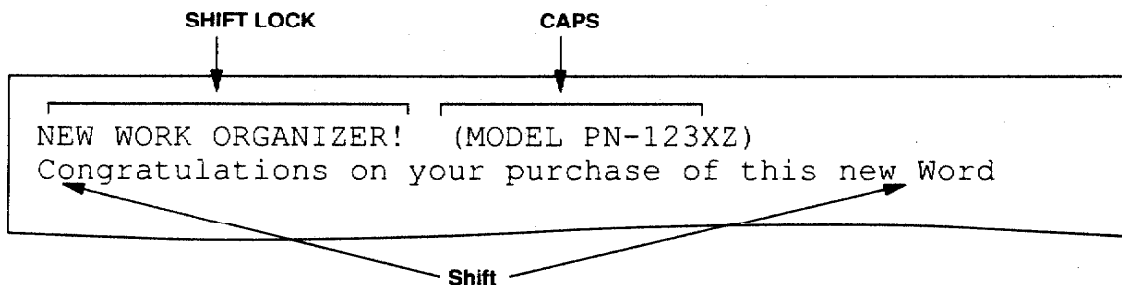 SHIFT LOCK CAPS
NEW WORK ORGANIZER! (MODEL PN-123XZ)
Congratulations on your purchase of this new Word
Shift